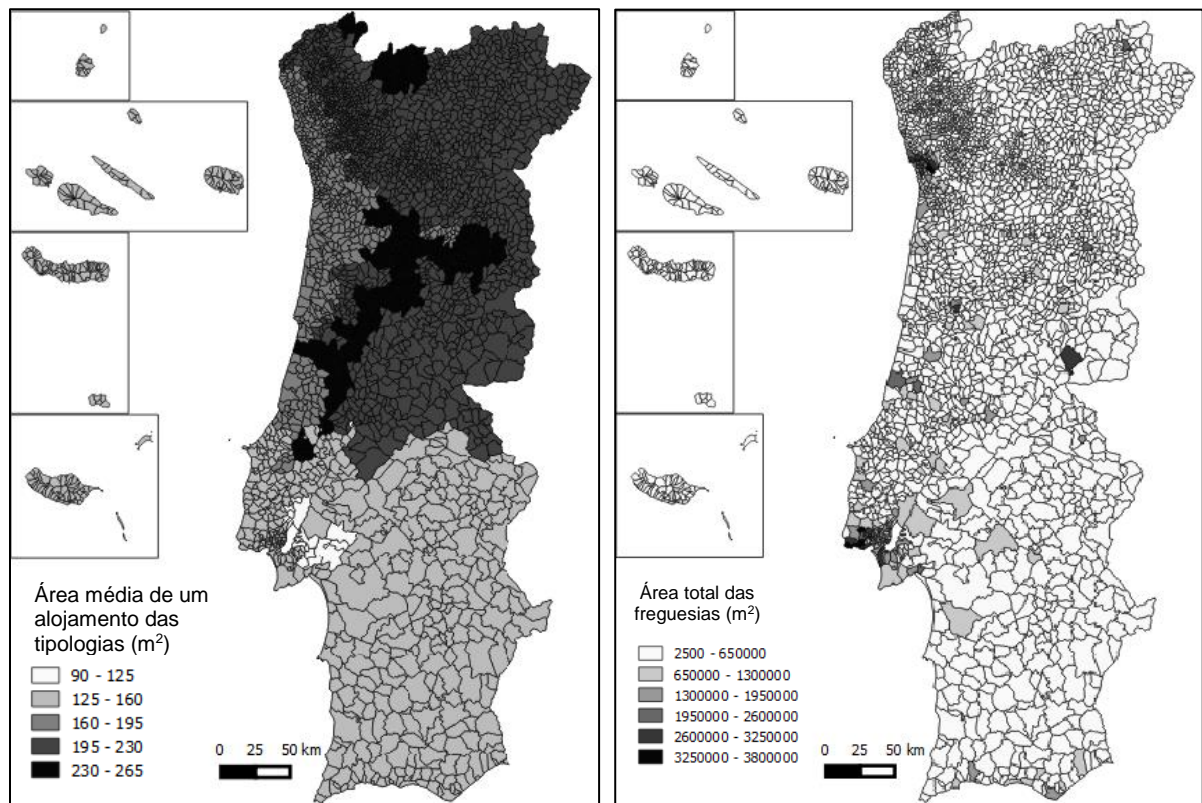 Área média de um
alojamento das
tipologias (m²)
90 - 125
125 - 160
160 - 195
195 - 230
230 - 265
0 25 50 km
Área total das
freguesias (m²)
2500 - 650000
650000 - 1300000
1300000 - 1950000
1950000 - 2600000
2600000 - 3250000
3250000 - 3800000
0 25 50 km